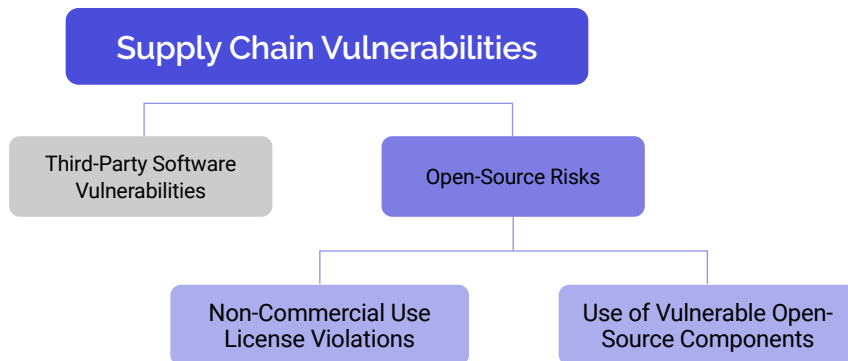 Supply Chain Vulnerabilities
Third-Party Software
Vulnerabilities
Open-Source Risks
Non-Commercial Use
License Violations
Use of Vulnerable Open-
Source Components